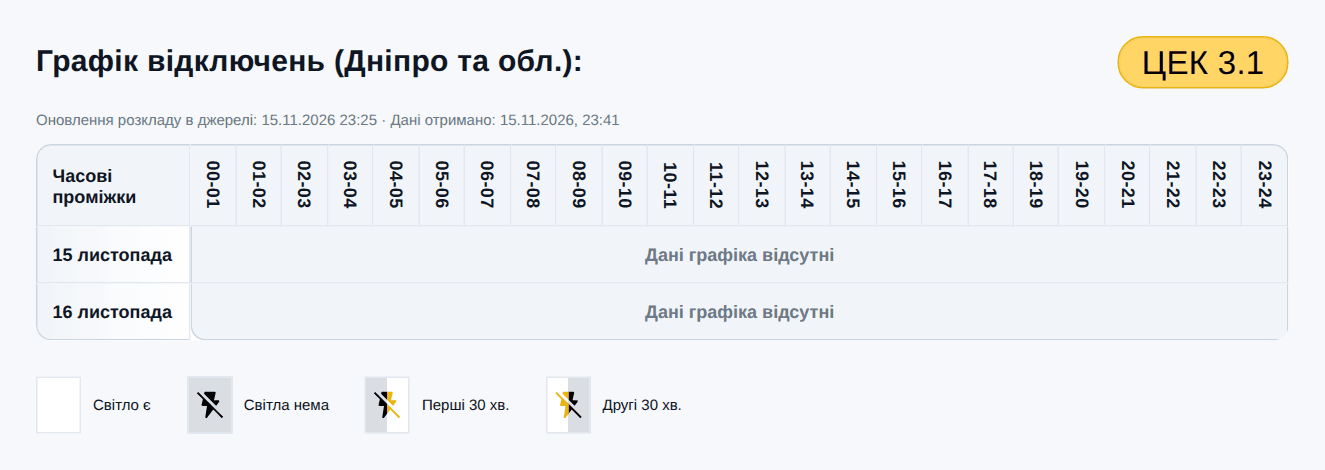 Графік відключень (Дніпро та обл.):
ЦЕК 3.1
Оновлення розкладу в джерелі: 15.11.2026 23:25 · Дані отримано: 15.11.2026, 23:41
Часові
проміжки
00-01
01-02
02-03
03-04
04-05
05-06
06-07
07-08
08-09
09-10
10-11
11-12
12-13
13-14
14-15
15-16
16-17
17-18
18-19
19-20
20-21
21-22
22-23
23-24
15 листопада
Дані графіка відсутні
16 листопада
Дані графіка відсутні
Світло є
Світла нема
Перші 30 хв.
Другі 30 хв.